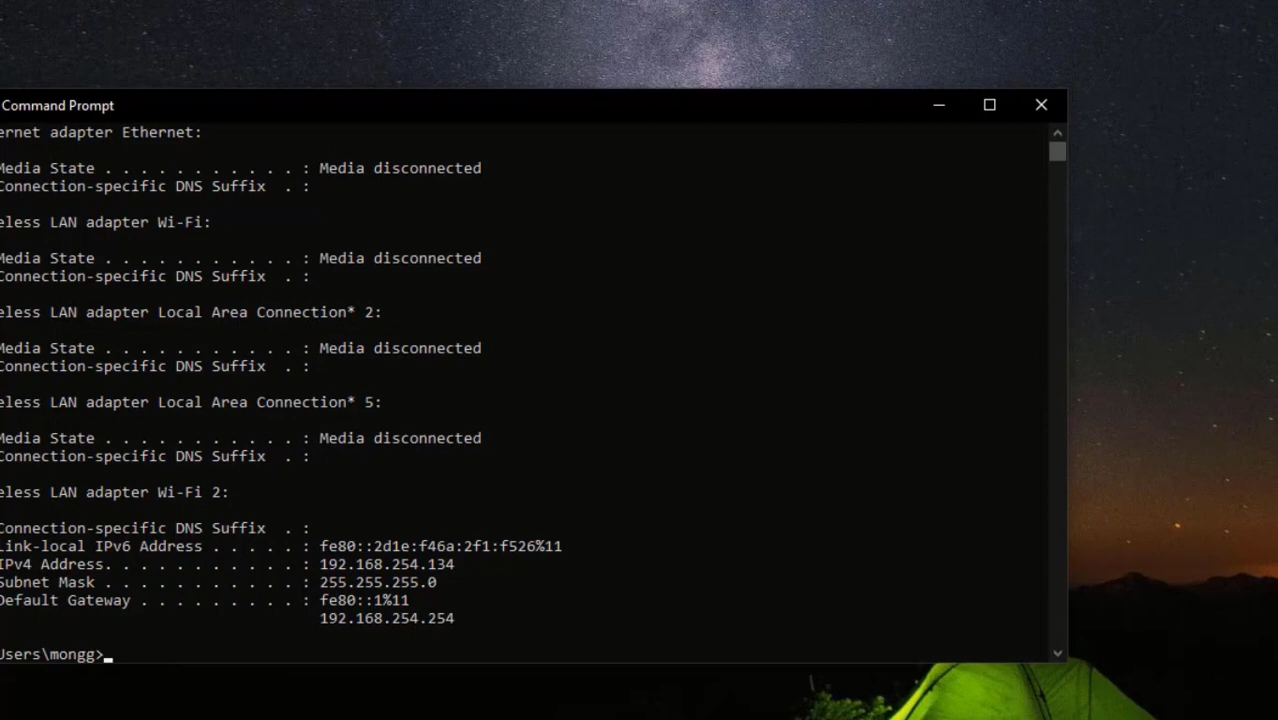 Command Prompt
ernet adapter Ethernet:
Media State . . . . . . . . . . . : Media disconnected
Connection-specific DNS Suffix  . :
eless LAN adapter Wi-Fi:
Media State . . . . . . . . . . . : Media disconnected
Connection-specific DNS Suffix  . :
eless LAN adapter Local Area Connection* 2:
Media State . . . . . . . . . . . : Media disconnected
Connection-specific DNS Suffix  . :
eless LAN adapter Local Area Connection* 5:
Media State . . . . . . . . . . . : Media disconnected
Connection-specific DNS Suffix  . :
eless LAN adapter Wi-Fi 2:
Connection-specific DNS Suffix  . :
Link-local IPv6 Address . . . . . : fe80::2d1e:f46a:2f1:f526%11
IPv4 Address. . . . . . . . . . . : 192.168.254.134
Subnet Mask . . . . . . . . . . . : 255.255.255.0
Default Gateway . . . . . . . . . : fe80::1%11
192.168.254.254
Users\mongg>